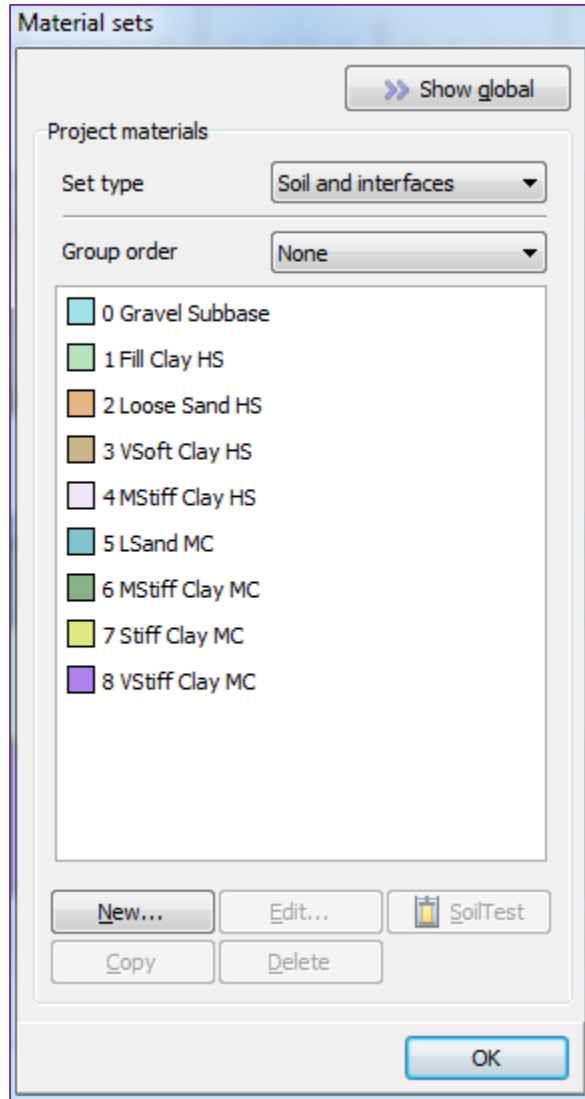 Material sets
Show global
Project materials
Set type Soil and interfaces
Group order None
0 Gravel Subbase
1 Fill Clay HS
2 Loose Sand HS
3 VSoft Clay HS
4 MStiff Clay HS
5 LSand MC
6 MStiff Clay MC
7 Stiff Clay MC
8 VStiff Clay MC
New... Edit... SoilTest
Copy Delete
OK